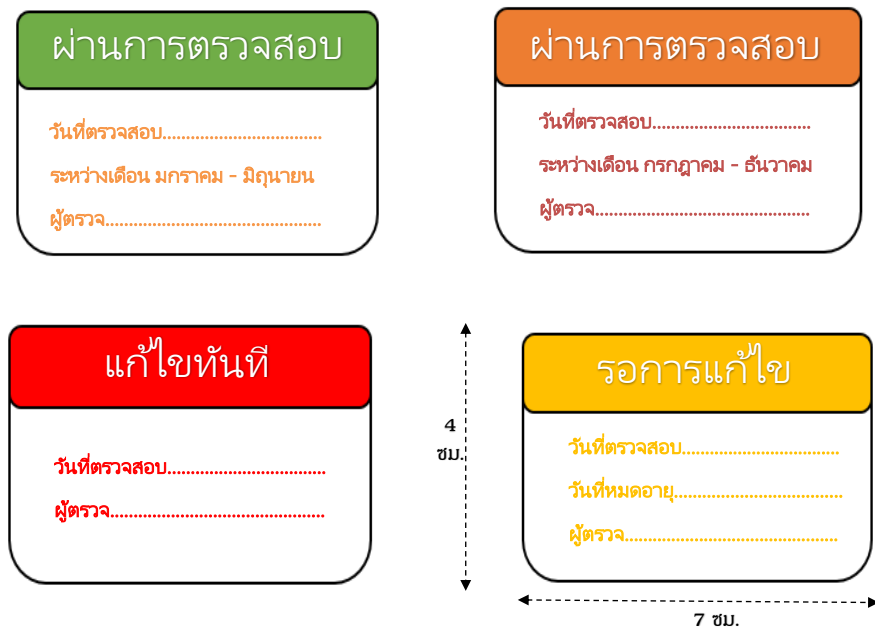 ผ่านการตรวจสอบ
วันที่ตรวจสอบ..................................
ระหว่างเดือน มกราคม - มิถุนายน
ผู้ตรวจ..............................................
ผ่านการตรวจสอบ
วันที่ตรวจสอบ..................................
ระหว่างเดือน กรกฎาคม - ธันวาคม
ผู้ตรวจ..............................................
แก้ไขทันที
วันที่ตรวจสอบ..................................
ผู้ตรวจ..............................................
4
ซม.
รอการแก้ไข
วันที่ตรวจสอบ..................................
วันที่หมดอายุ....................................
ผู้ตรวจ..............................................
7 ซม.